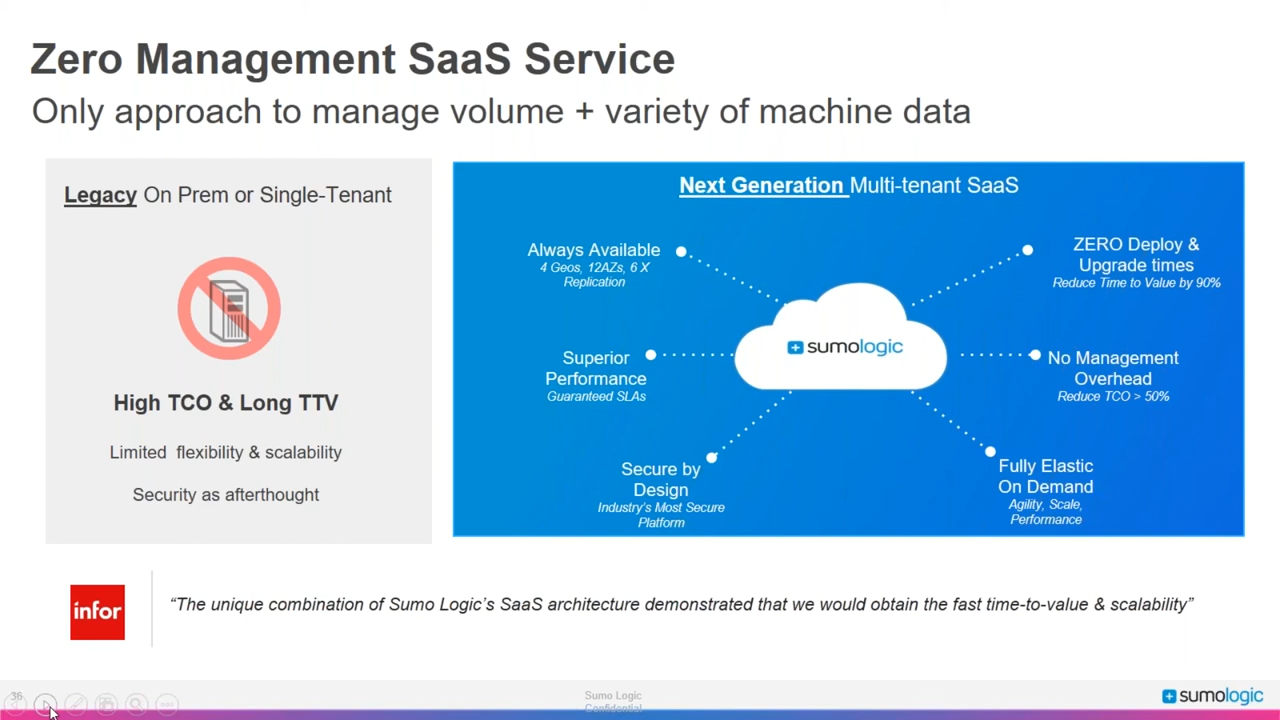 Zero Management SaaS Service
Only approach to manage volume + variety of machine data
Legacy On Prem or Single-Tenant
High TCO & Long TTV
Limited flexibility & scalability
Security as afterthought
Next Generation Multi-tenant SaaS
Always Available
4 Geos, 12AZs, 6 X
Replication
Superior
Performance
Guaranteed SLAs
Secure by
Design
Industry's Most Secure
Platform
sumologic
ZERO Deploy &
Upgrade times
Reduce Time to Value by 90%
No Management
Overhead
Reduce TCO > 50%
Fully Elastic
On Demand
Agility, Scale,
Performance
infor
“The unique combination of Sumo Logic’s SaaS architecture demonstrated that we would obtain the fast time-to-value & scalability”
36
Sumo Logic
Confidential
sumologic